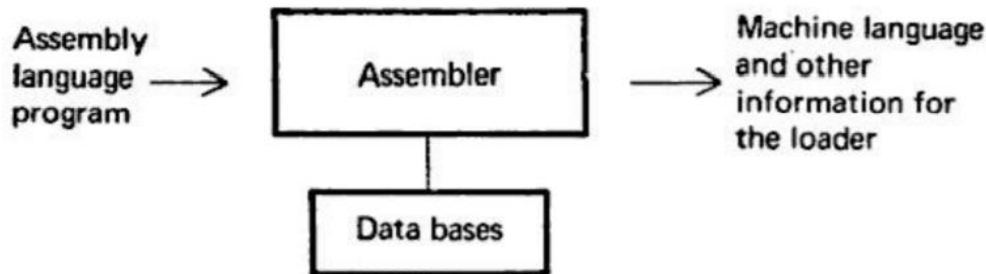 Assembly
language
program
Assembler
Machine language
and other
information for
the loader
Data bases